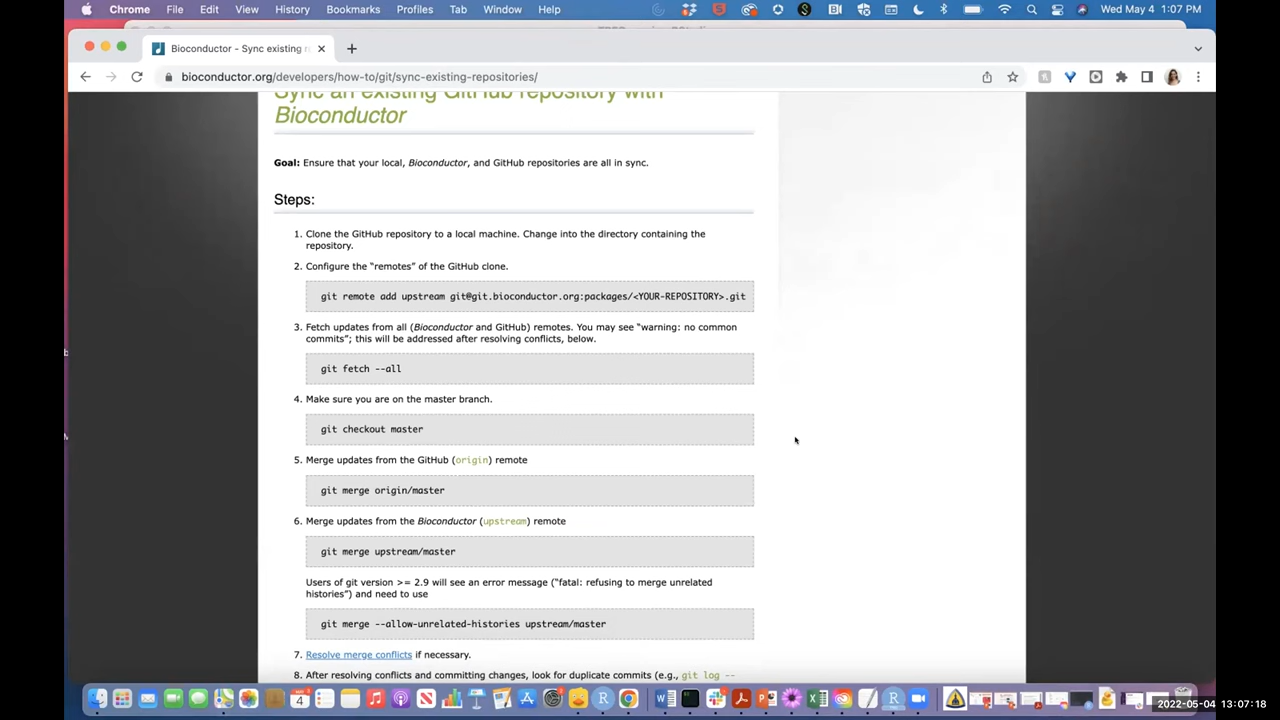 Chrome File Edit View History Bookmarks Profiles Tab Window Help Wed May 4 1:07 PM
Bioconductor - Sync existing r
bioconductor.org/developers/how-to/git/sync-existing-repositories/
Sync an existing GitHub repository with
Bioconductor
Goal: Ensure that your local, Bioconductor, and GitHub repositories are all in sync.
Steps:
1. Clone the GitHub repository to a local machine. Change into the directory containing the
repository.
2. Configure the “remotes” of the GitHub clone.
git remote add upstream git@git.bioconductor.org:packages/<YOUR-REPOSITORY>.git
3. Fetch updates from all (Bioconductor and GitHub) remotes. You may see “warning: no common
commits”; this will be addressed after resolving conflicts, below.
git fetch --all
4. Make sure you are on the master branch.
git checkout master
5. Merge updates from the GitHub (origin) remote
git merge origin/master
6. Merge updates from the Bioconductor (upstream) remote
git merge upstream/master
Users of git version >= 2.9 will see an error message (“fatal: refusing to merge unrelated
histories”) and need to use
git merge --allow-unrelated-histories upstream/master
7. Resolve merge conflicts if necessary.
8. After resolving conflicts and committing changes, look for duplicate commits (e.g., git log --
2022-05-04 13:07:18